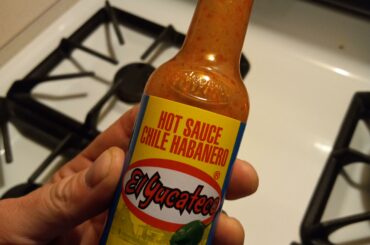 HOT SAUCE
CHILE HABANERO
El Yucateco
®